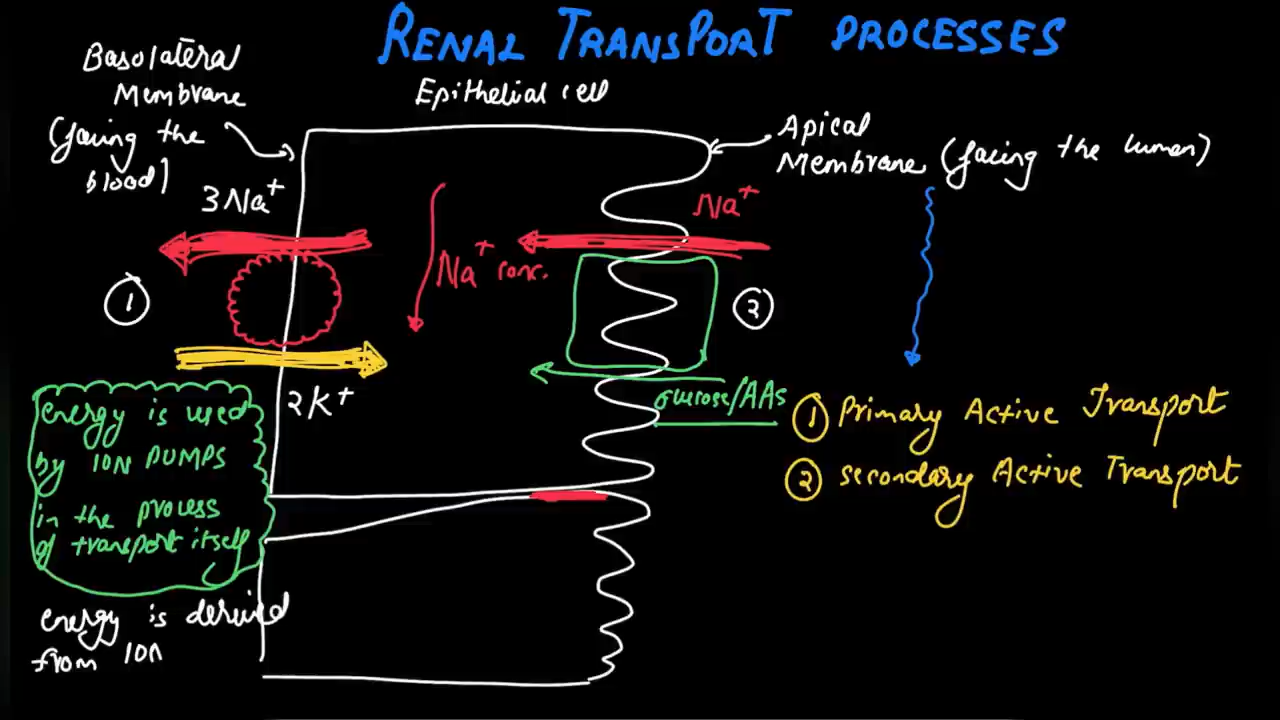 RENAL TRANSPORT PROCESSES
Basolateral
Membrane
(facing the
blood)
Epithelial cell
Apical
Membrane (facing the lumen)
3Na⁺
Na⁺
Na⁺ conc.
1
2
2K⁺
Glucose/AAs
energy is used
by ION PUMPS
in the process
of transport itself
energy is derived
from ION
1 Primary Active Transport
2 Secondary Active Transport